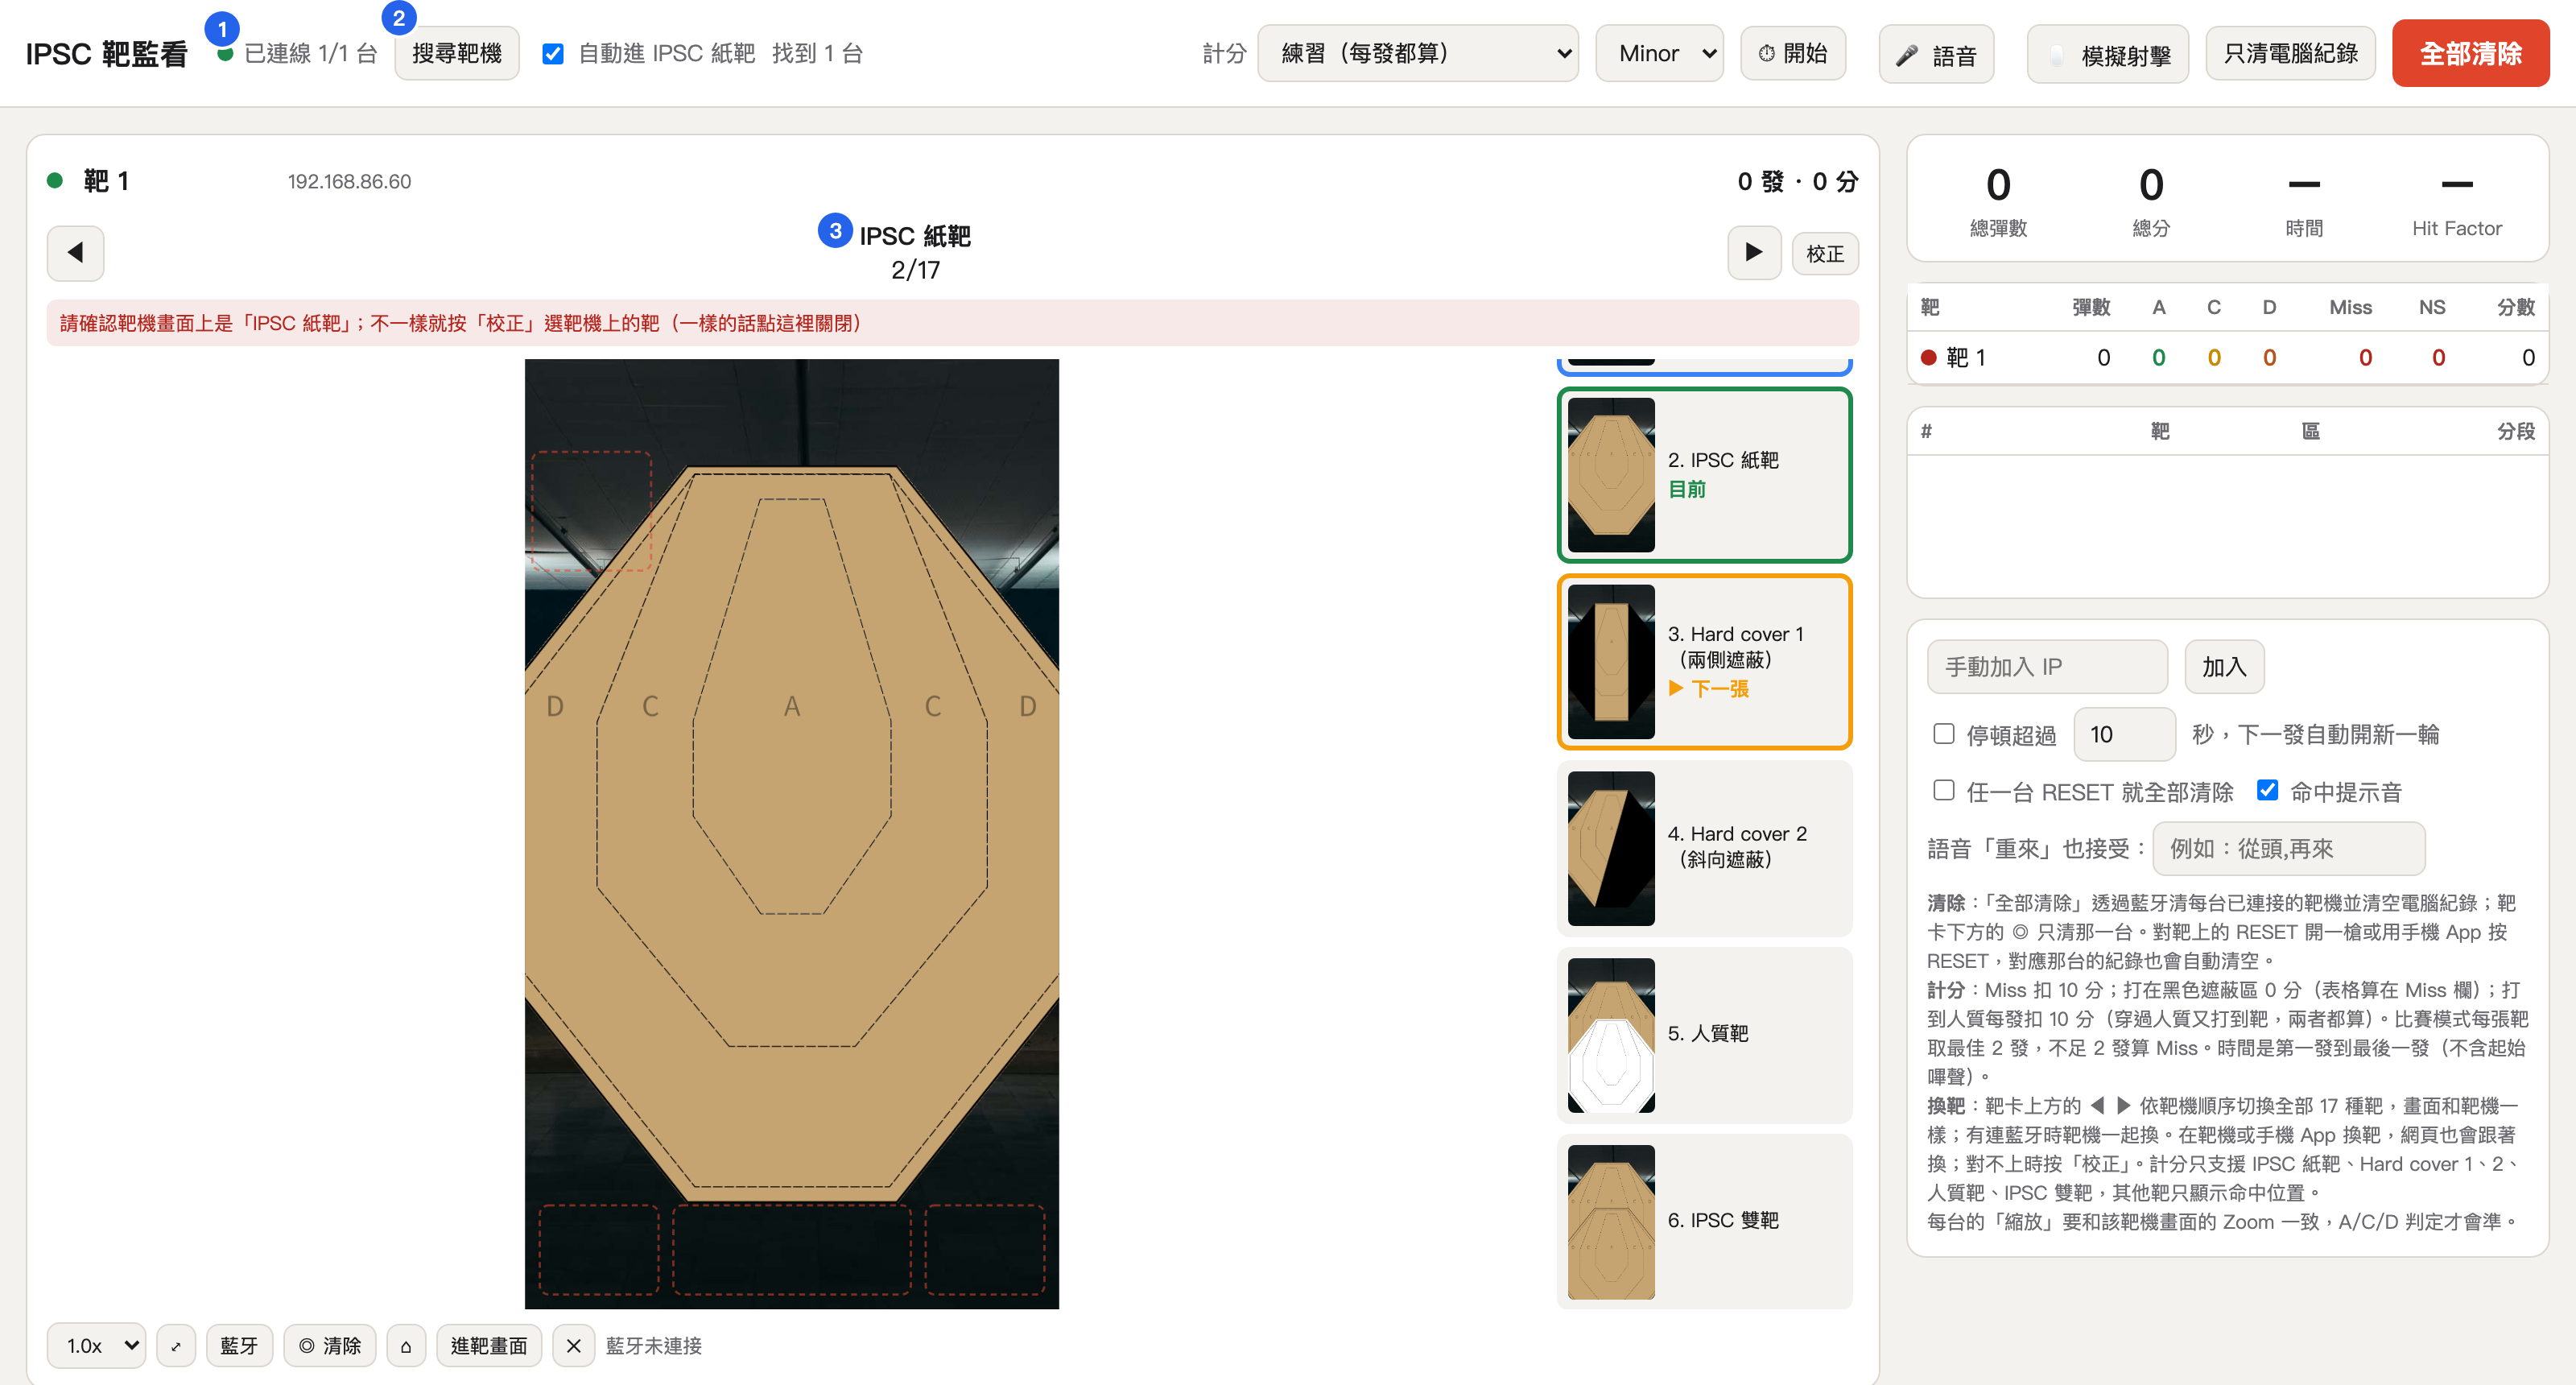 IPSC 靶監看
1
已連線 1/1 台
2
搜尋靶機
自動進 IPSC 紙靶
找到 1 台
計分
練習（每發都算）
Minor
開始
語音
模擬射擊
只清電腦紀錄
全部清除
靶 1
192.168.86.60
0 發 · 0 分
3
IPSC 紙靶
2/17
校正
請確認靶機畫面上是「IPSC 紙靶」；不一樣就按「校正」選靶機上的靶（一樣的話點這裡關閉）
D C A C D
2. IPSC 紙靶
目前
3. Hard cover 1
（兩側遮蔽）
▶ 下一張
4. Hard cover 2
（斜向遮蔽）
5. 人質靶
6. IPSC 雙靶
1.0x
藍牙
◎ 清除
⌂
進靶畫面
✕
藍牙未連接
0 0 — —
總彈數 總分 時間 Hit Factor
靶 彈數 A C D Miss NS 分數
靶 1 0 0 0 0 0 0 0
# 靶 區 分段
手動加入 IP
加入
停頓超過 10 秒，下一發自動開新一輪
任一台 RESET 就全部清除 命中提示音
語音「重來」也接受： 例如：從頭,再來
清除：「全部清除」透過藍牙清每台已連接的靶機並清空電腦紀錄；靶
卡下方的 ◎ 只清那一台。對靶上的 RESET 開一槍或用手機 App 按
RESET，對應那台的紀錄也會自動清空。
計分：Miss 扣 10 分；打在黑色遮蔽區 0 分（表格算在 Miss 欄）；打
到人質每發扣 10 分（穿過人質又打到靶，兩者都算）。比賽模式每張靶
取最佳 2 發，不足 2 發算 Miss。時間是第一發到最後一發（不含起始
嗶聲）。
換靶：靶卡上方的 ◀ ▶ 依靶機順序切換全部 17 種靶，畫面和靶機一
樣；有連藍牙時靶機一起換。在靶機或手機 App 換靶，網頁也會跟著
換；對不上時按「校正」。計分只支援 IPSC 紙靶、Hard cover 1、2、
人質靶、IPSC 雙靶，其他靶只顯示命中位置。
每台的「縮放」要和該靶機畫面的 Zoom 一致，A/C/D 判定才會準。